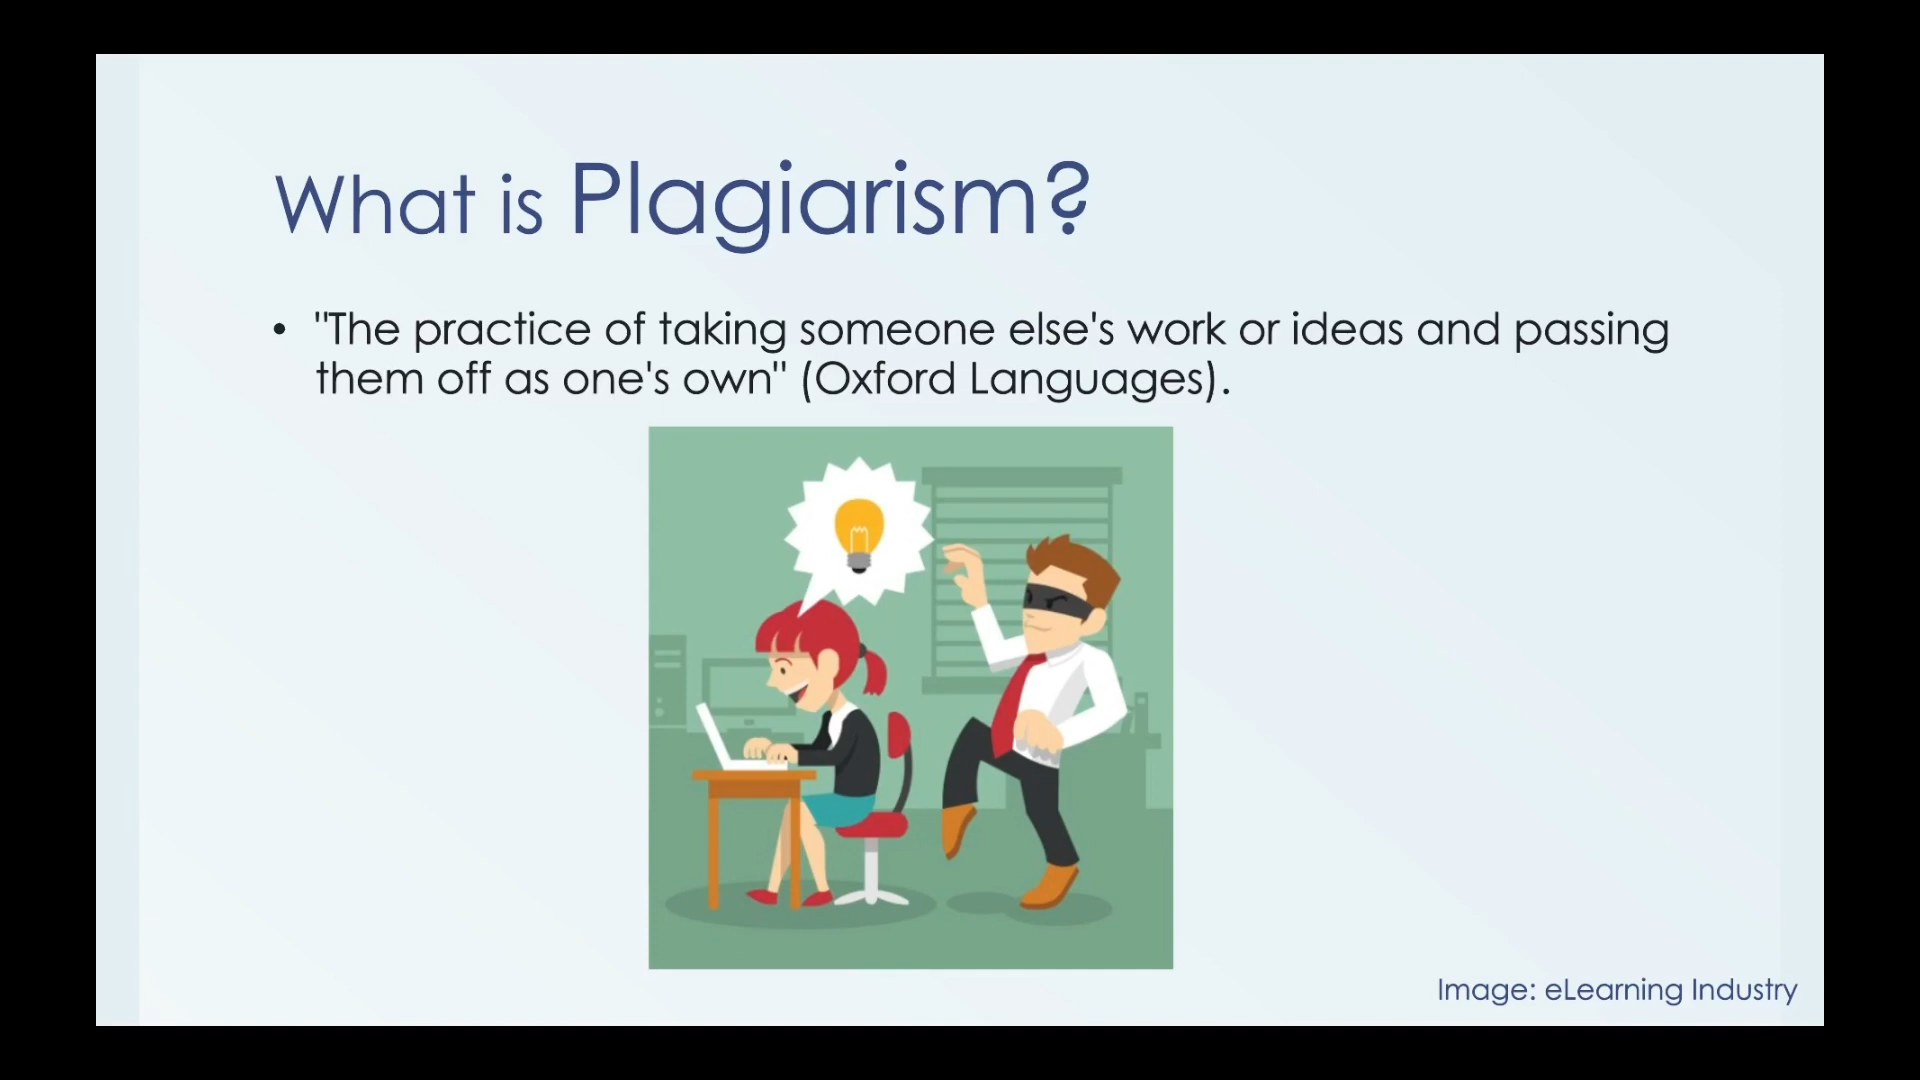 What is Plagiarism?
• "The practice of taking someone else's work or ideas and passing
them off as one's own" (Oxford Languages).
Image: eLearning Industry